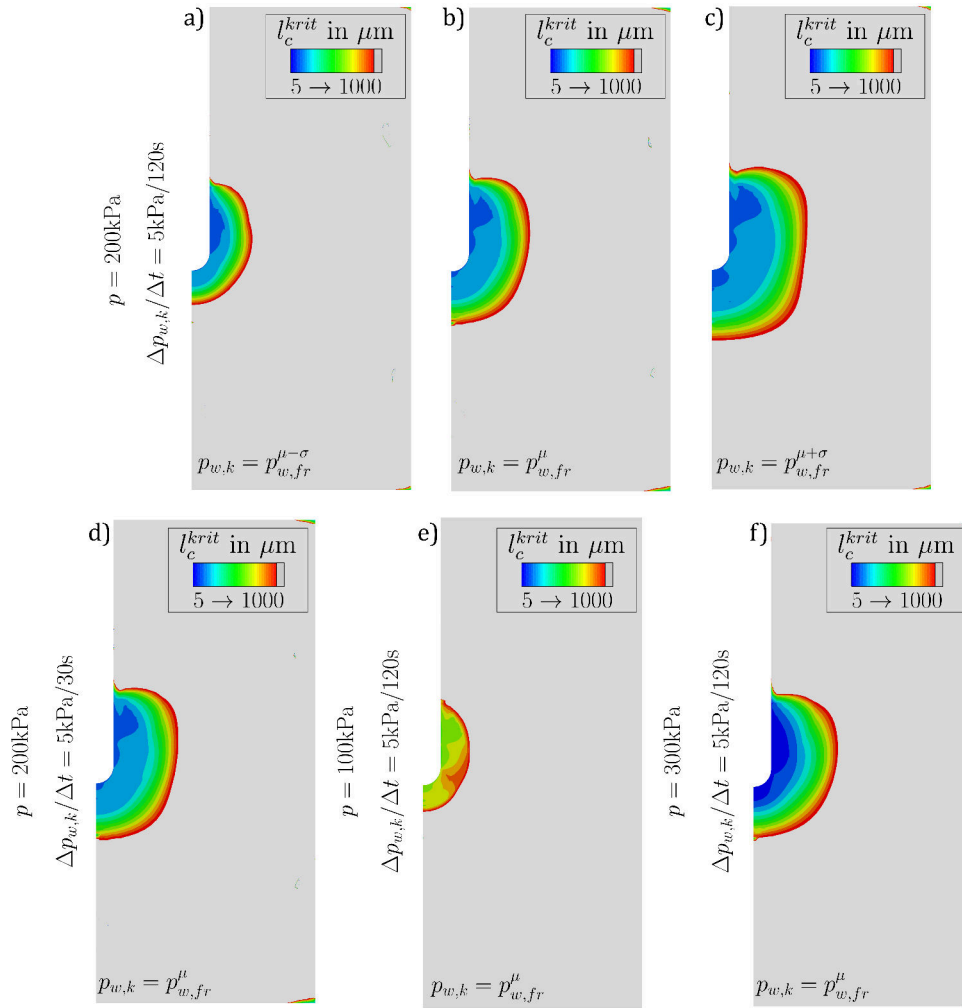 a)
l_c^{krit} in μm
5 → 1000
p = 200kPa
Δp_{w,k}/Δt = 5kPa/120s
p_{w,k} = p_{w,fr}^{μ−σ}
b)
l_c^{krit} in μm
5 → 1000
p_{w,k} = p_{w,fr}^{μ}
c)
l_c^{krit} in μm
5 → 1000
p_{w,k} = p_{w,fr}^{μ+σ}
d)
l_c^{krit} in μm
5 → 1000
p = 200kPa
Δp_{w,k}/Δt = 5kPa/30s
p_{w,k} = p_{w,fr}^{μ}
e)
l_c^{krit} in μm
5 → 1000
p = 100kPa
Δp_{w,k}/Δt = 5kPa/120s
p_{w,k} = p_{w,fr}^{μ}
f)
l_c^{krit} in μm
5 → 1000
p = 300kPa
Δp_{w,k}/Δt = 5kPa/120s
p_{w,k} = p_{w,fr}^{μ}